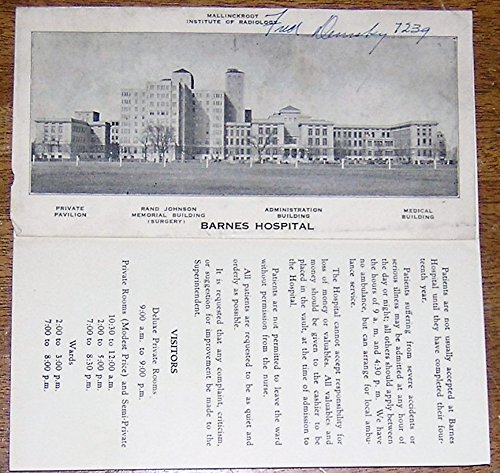 MALLINCKRODT
INSTITUTE OF RADIOLOGY
Fred Demsky 7239
PRIVATE
PAVILION
RAND JOHNSON
MEMORIAL BUILDING
(SURGERY)
ADMINISTRATION
BUILDING
MEDICAL
BUILDING
BARNES HOSPITAL
Patients are not usually accepted at Barnes
Hospital until they have completed their four-
teenth year.
Patients suffering from severe accidents or
serious illness may be admitted at any hour of
the day or night; all others should apply between
the hours of 9 a. m. and 4:30 p. m. We have
no ambulance, but can arrange for local ambu-
lance service.
The Hospital cannot accept responsibility for
loss of money or valuables. All valuables and
money should be given to the cashier to be
placed in the vault, at the time of admission to
the Hospital.
Patients are not permitted to leave the ward
without permission from the nurse.
All patients are requested to be as quiet and
orderly as possible.
It is requested that any complaint, criticism,
or suggestion for improvement be made to the
Superintendent.
VISITORS
Deluxe Private Rooms
9:00 a.m. to 9:00 p.m.
Private Rooms (Modest Price) and Semi-Private
10:30 to 12:00 a.m.
2:00 to 5:00 p.m.
7:00 to 8:30 p.m.
Wards
2:00 to 3:00 p.m.
7:00 to 8:00 p.m.